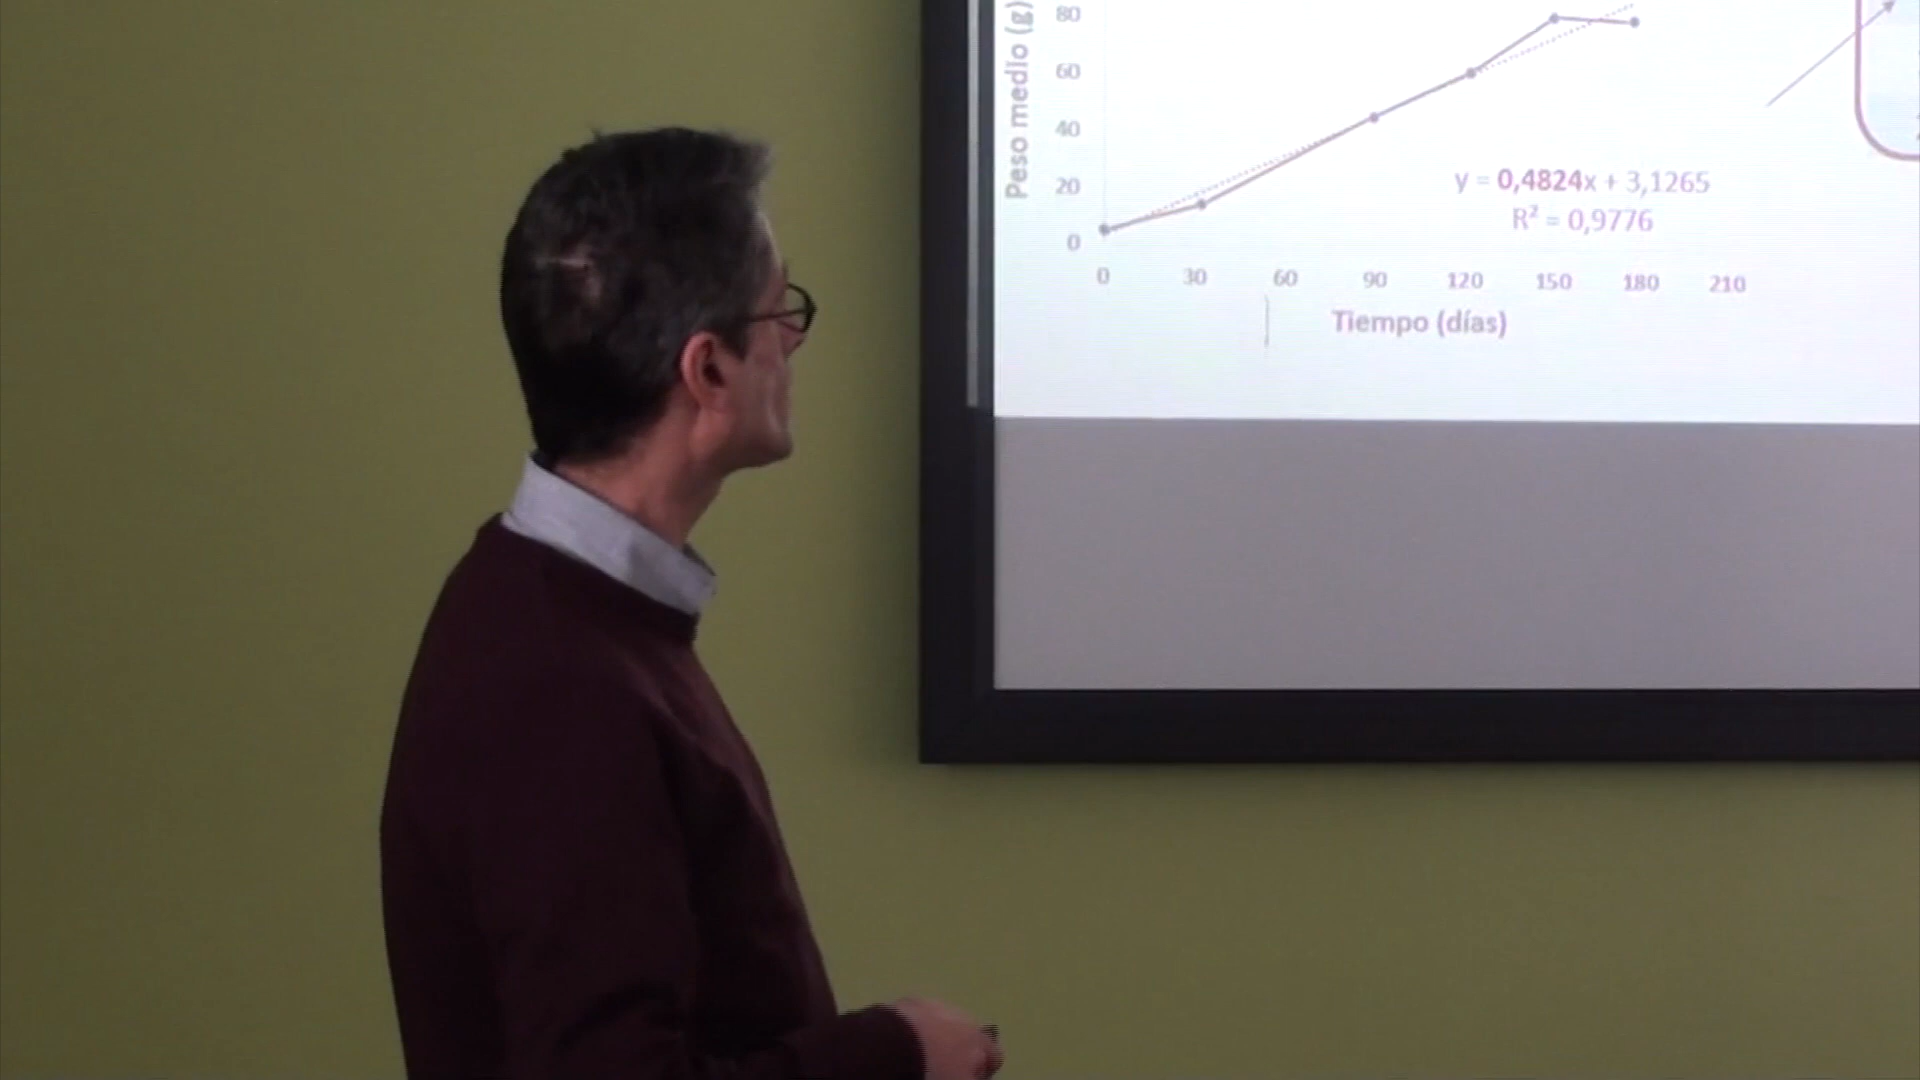 Peso medio (g)
80
60
40
20
0
y = 0,4824x + 3,1265
R² = 0,9776
0 30 60 90 120 150 180 210
Tiempo (días)